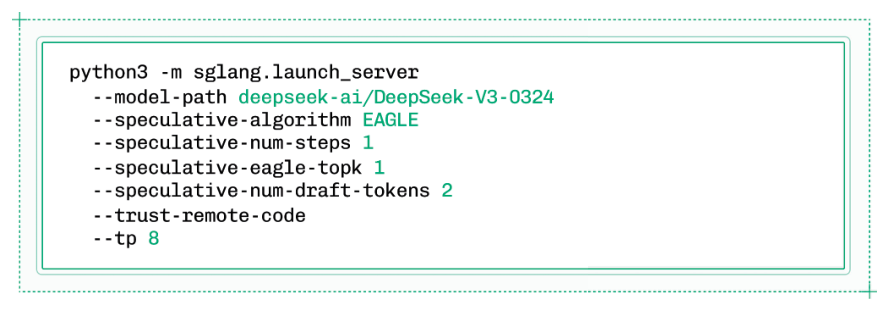 python3 -m sglang.launch_server
--model-path deepseek-ai/DeepSeek-V3-0324
--speculative-algorithm EAGLE
--speculative-num-steps 1
--speculative-eagle-topk 1
--speculative-num-draft-tokens 2
--trust-remote-code
--tp 8